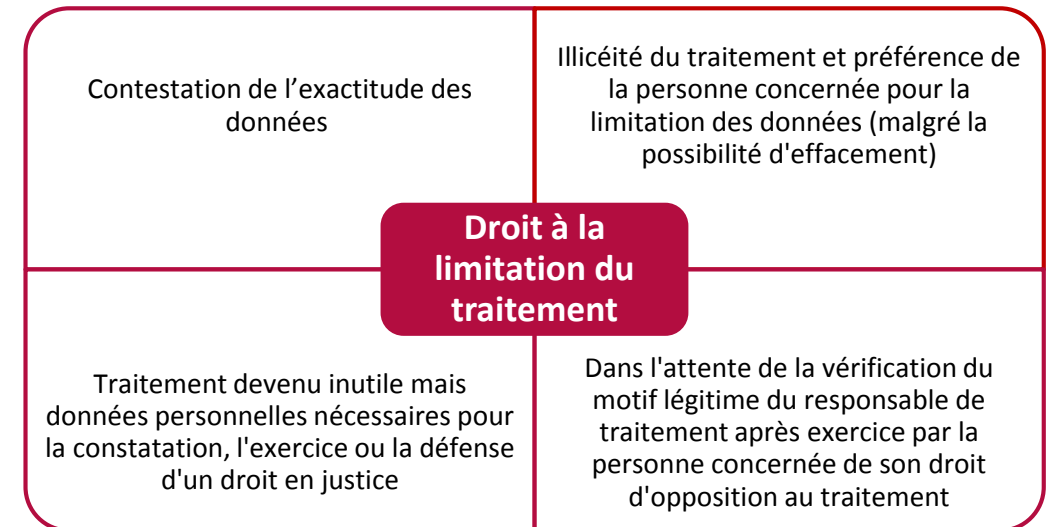 Contestation de l’exactitude des
données
Illicéité du traitement et préférence de
la personne concernée pour la
limitation des données (malgré la
possibilité d'effacement)
Droit à la
limitation du
traitement
Traitement devenu inutile mais
données personnelles nécessaires pour
la constatation, l'exercice ou la défense
d'un droit en justice
Dans l'attente de la vérification du
motif légitime du responsable de
traitement après exercice par la
personne concernée de son droit
d'opposition au traitement